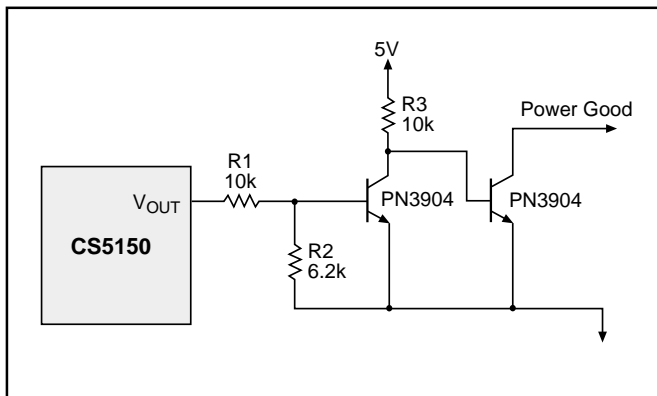 5V
R3
10k
Power Good
R1
10k
PN3904
PN3904
VOUT
CS5150
R2
6.2k